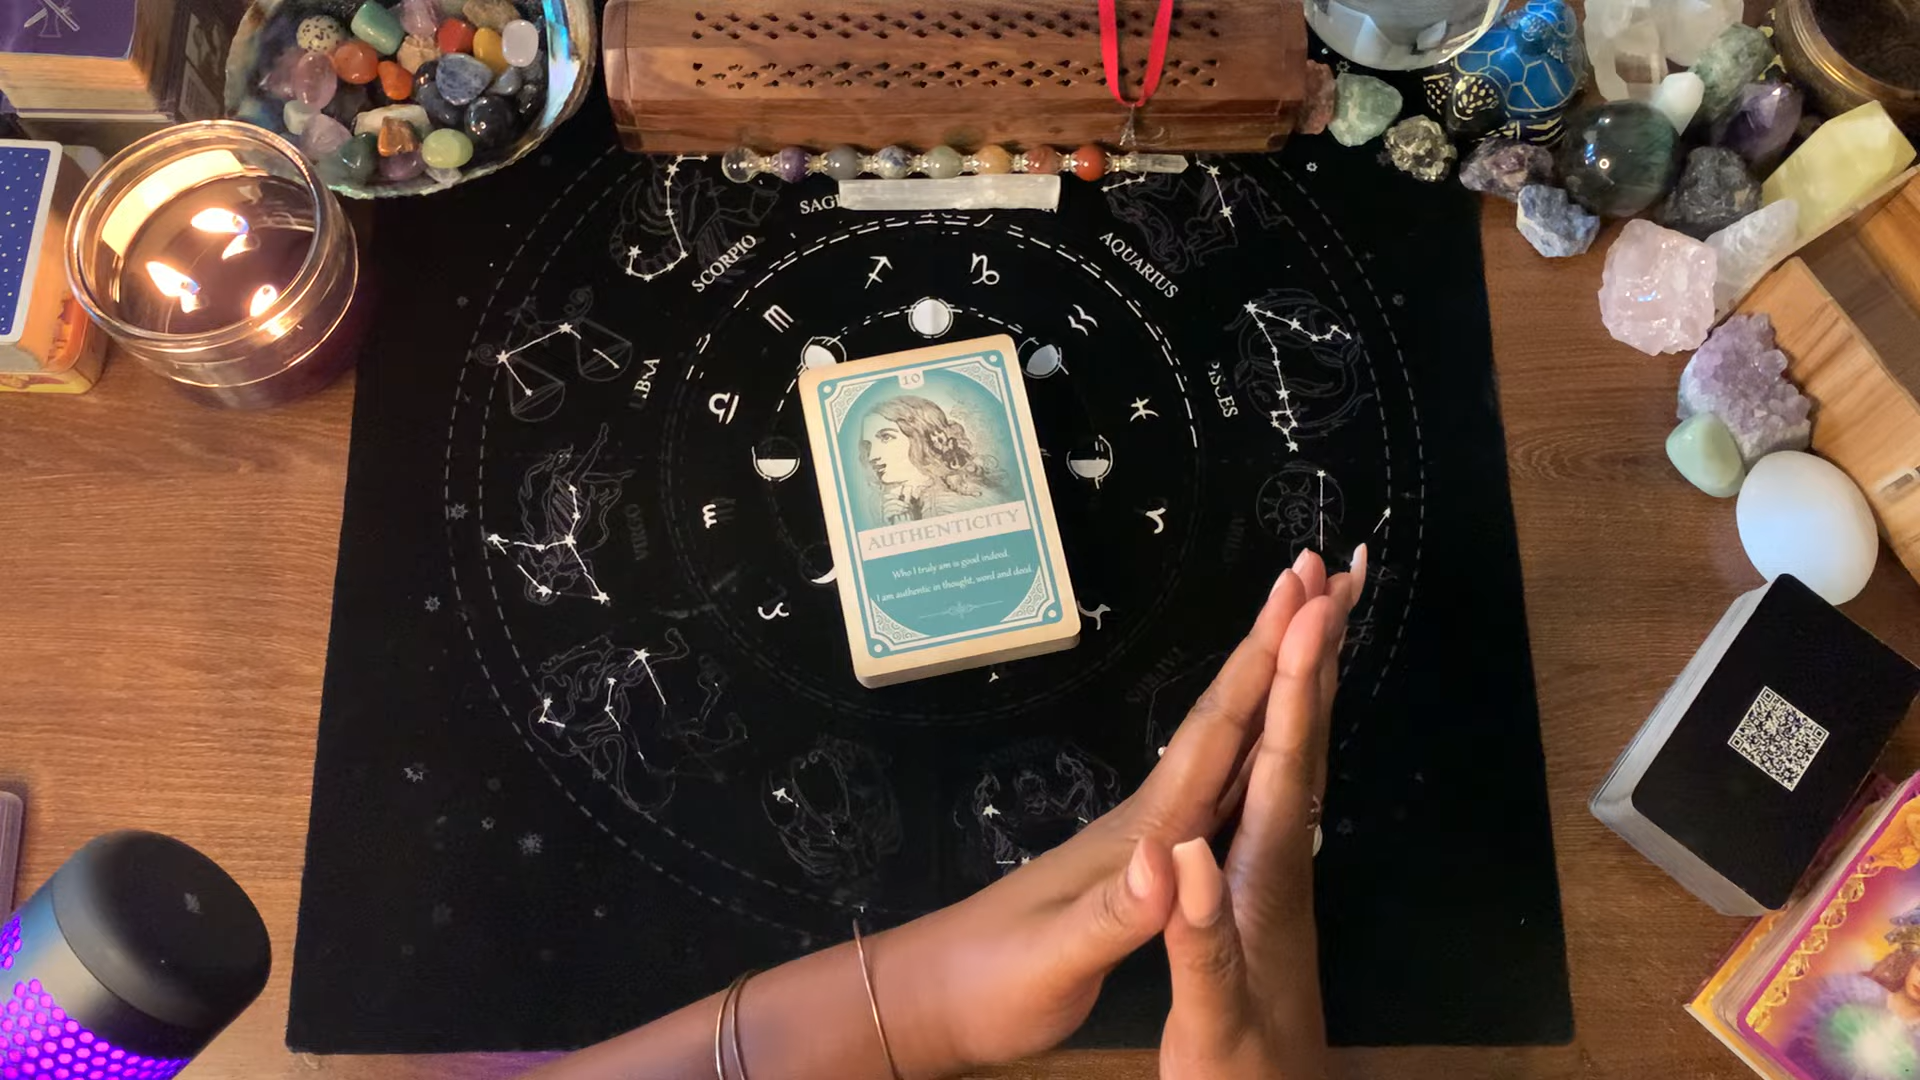 SCORPIO
AQUARIUS
LIBRA
PISCES
VIRGO
10
AUTHENTICITY
Who I truly am is good indeed.
I am authentic in thought, word and deed.